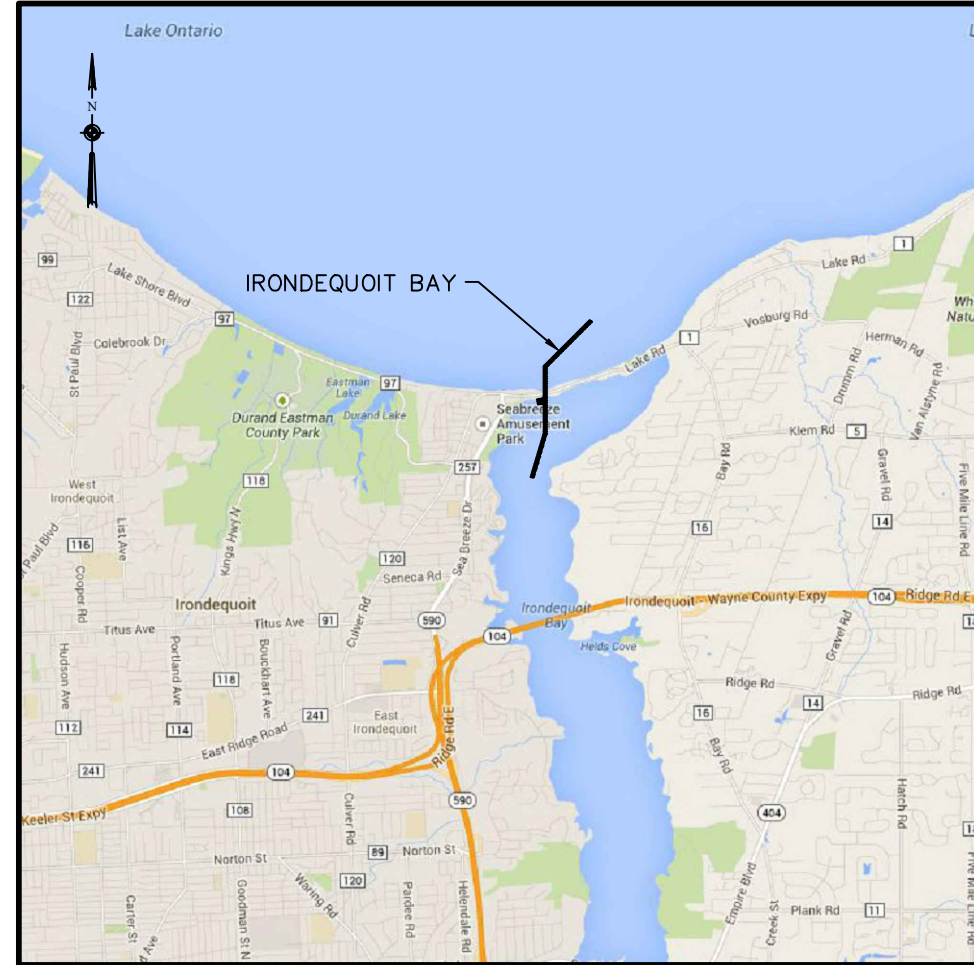 Lake Ontario
L
N
99
Lake Shore Blvd
122
97
St Paul Blvd
Colebrook Dr
IRONDEQUOIT BAY
1
Lake Rd
Wh
Natu
Vosburg Rd
1
Herman Rd
Lake Rd
Drumm Rd
Van Alstyne Rd
Eastman
Lake
97
Durand Eastman
County Park
Durand Lake
Seabreeze
Amusement
Park
Klem Rd
5
Bay Rd
Gravel Rd
257
118
West
Irondequoit
Kings Hwy N
List Ave
Sea Breeze Dr
Five Mile Line Rd
16
14
Paul Blvd
116
Cooper Rd
120
Seneca Rd
Culver Rd
Irondequoit
Irondequoit
Bay
Irondequoit - Wayne County Expy
104
Ridge Rd E
Titus Ave
Titus Ave
91
590
104
Helds Cove
Gravel Rd
Hudson Ave
Portland Ave
Bouckhart Ave
118
Ridge Rd
Ridge Rd
14
112
114
241
East
Irondequoit
16
East Ridge Road
Ridge Rd E
Bay Rd
241
104
590
404
Keeler St Expy
108
Culver Rd
Hatch Rd
Norton St
89
Norton St
120
Waring Rd
Carter St
Goodman St N
Pardee Rd
Helendale Rd
Empire Blvd
Creek St
Plank Rd
11
Five Mile Line Rd